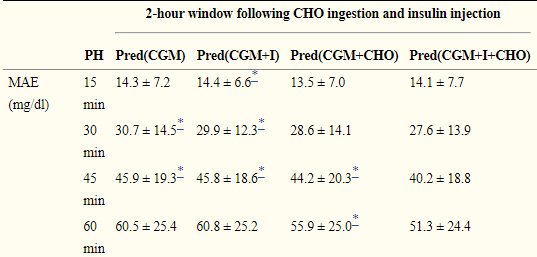 2-hour window following CHO ingestion and insulin injection
PH Pred(CGM) Pred(CGM+I) Pred(CGM+CHO) Pred(CGM+I+CHO)
MAE 15 14.3 ± 7.2 14.4 ± 6.6* 13.5 ± 7.0 14.1 ± 7.7
(mg/dl) min
30 30.7 ± 14.5* 29.9 ± 12.3* 28.6 ± 14.1 27.6 ± 13.9
min
45 45.9 ± 19.3* 45.8 ± 18.6* 44.2 ± 20.3* 40.2 ± 18.8
min
60 60.5 ± 25.4 60.8 ± 25.2 55.9 ± 25.0* 51.3 ± 24.4
min